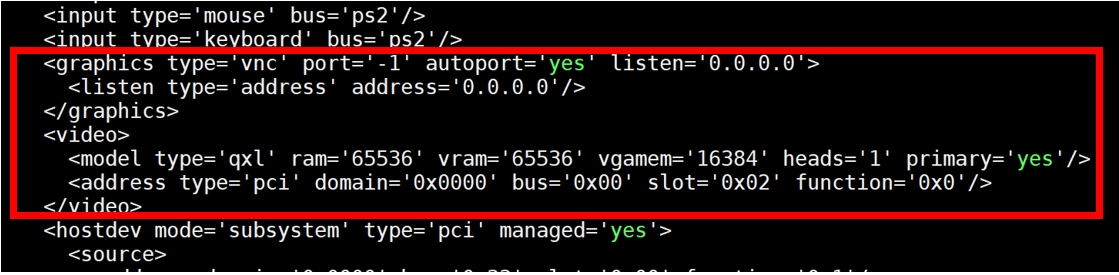 <input type='mouse' bus='ps2'/>
<input type='keyboard' bus='ps2'/>
<graphics type='vnc' port='-1' autoport='yes' listen='0.0.0.0'>
<listen type='address' address='0.0.0.0'/>
</graphics>
<video>
<model type='qxl' ram='65536' vram='65536' vgamem='16384' heads='1' primary='yes'/>
<address type='pci' domain='0x0000' bus='0x00' slot='0x02' function='0x0'/>
</video>
<hostdev mode='subsystem' type='pci' managed='yes'>
<source>